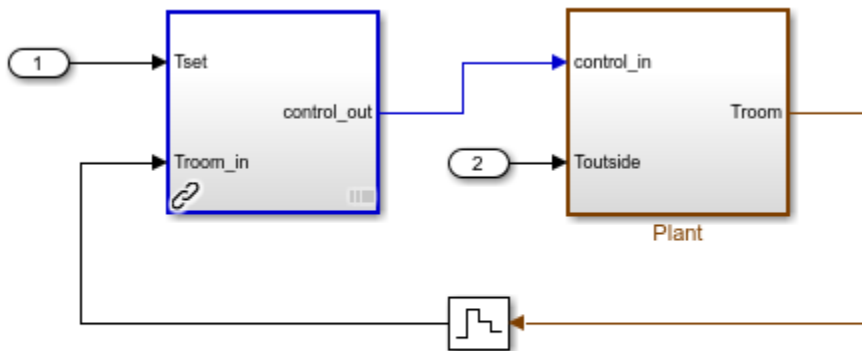 1
Tset
control_out
Troom_in
control_in
Troom
2
Toutside
Plant